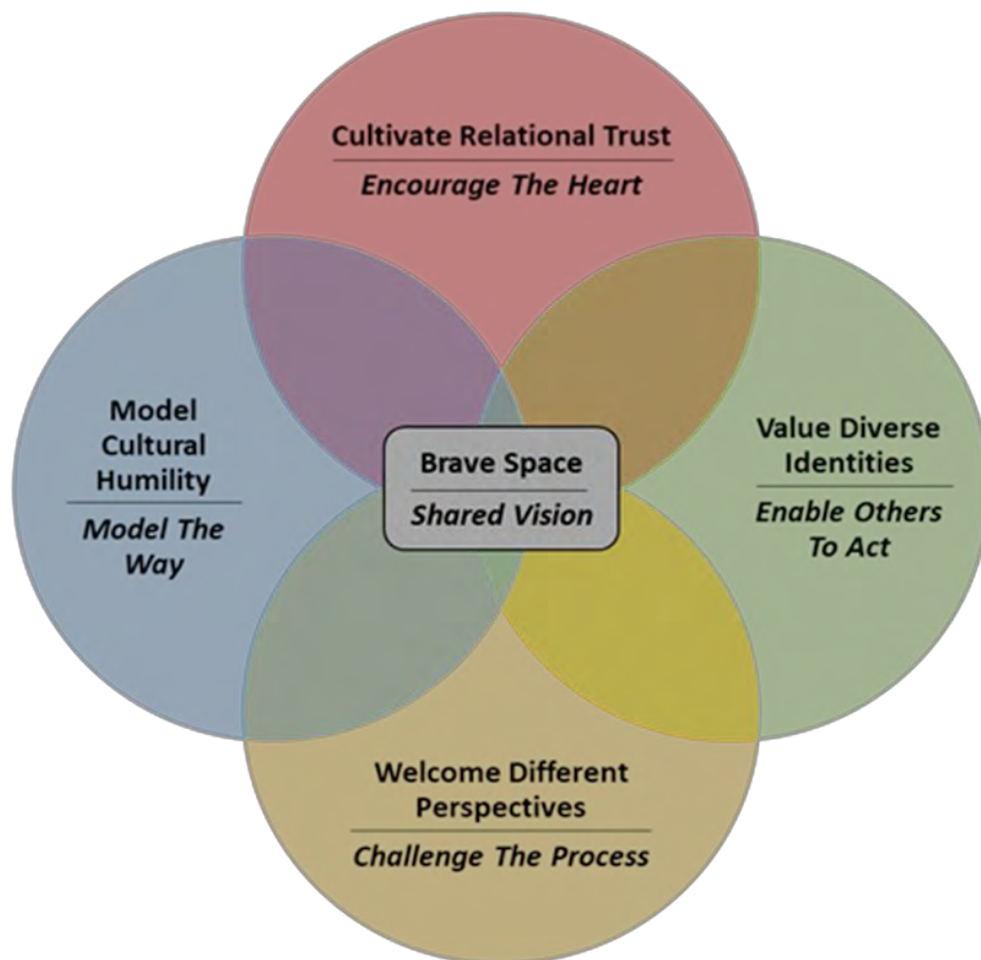 Cultivate Relational Trust
Encourage The Heart
Model
Cultural
Humility
Model The
Way
Brave Space
Shared Vision
Value Diverse
Identities
Enable Others
To Act
Welcome Different
Perspectives
Challenge The Process